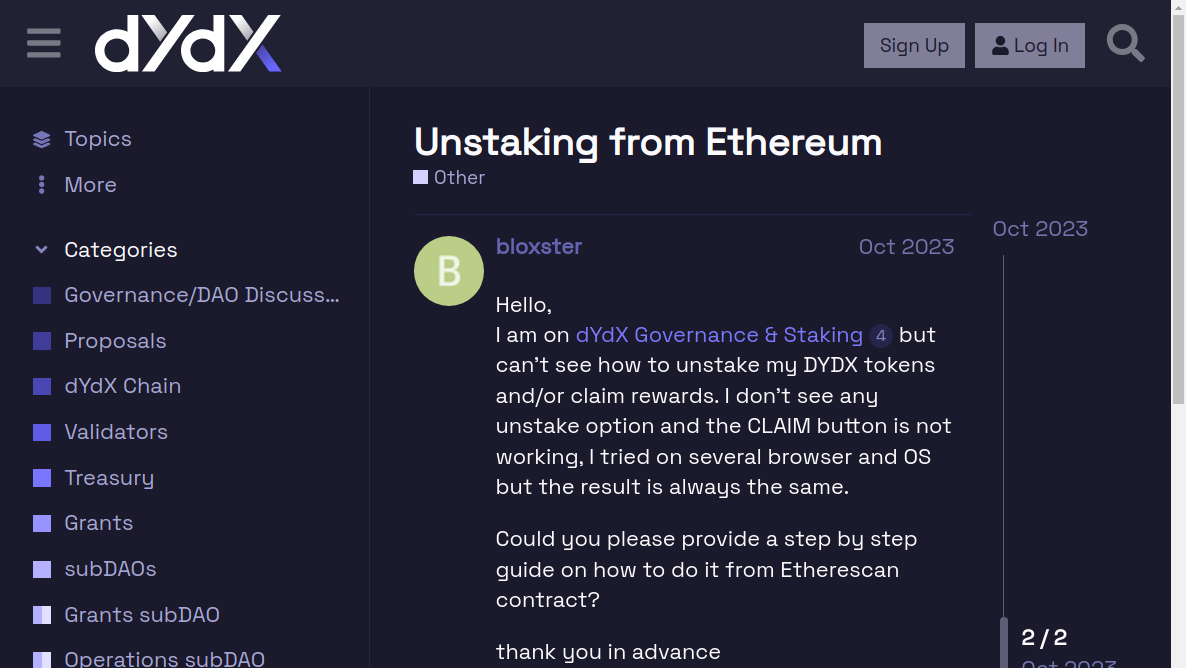 dYdX
Sign Up
Log In
Topics
More
Categories
Governance/DAO Discuss...
Proposals
dYdX Chain
Validators
Treasury
Grants
subDAOs
Grants subDAO
Operations subDAO
Unstaking from Ethereum
Other
B
bloxster
Oct 2023
Hello,
I am on dYdX Governance & Staking 4 but
can't see how to unstake my DYDX tokens
and/or claim rewards. I don't see any
unstake option and the CLAIM button is not
working, I tried on several browser and OS
but the result is always the same.
Could you please provide a step by step
guide on how to do it from Etherescan
contract?
thank you in advance
Oct 2023
2 / 2
Oct 2023